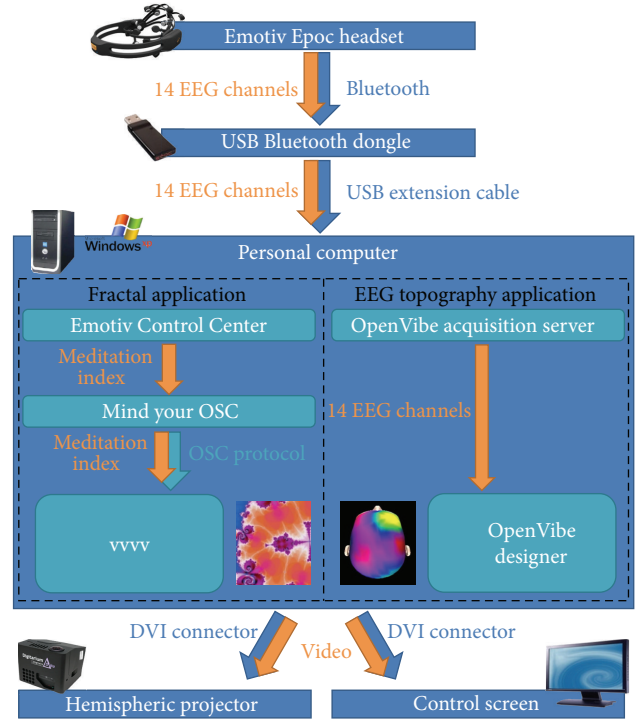 Emotiv Epoc headset
14 EEG channels
Bluetooth
USB Bluetooth dongle
14 EEG channels
USB extension cable
Windows
Personal computer
Fractal application
EEG topography application
Emotiv Control Center
OpenVibe acquisition server
Meditation
index
Mind your OSC
14 EEG channels
Meditation
index
OSC protocol
vvvv
OpenVibe
designer
DVI connector
Video
DVI connector
Digitarium
Hemispheric projector
Control screen